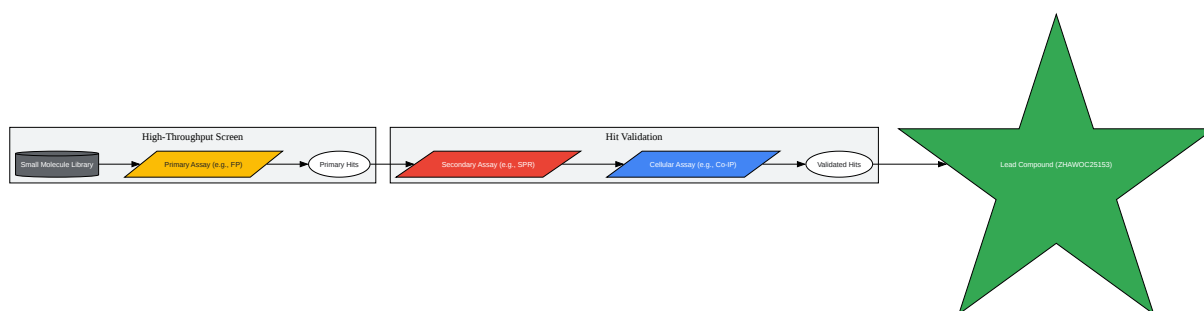 High-Throughput Screen
Small Molecule Library
Primary Assay (e.g., FP)
Primary Hits
Hit Validation
Secondary Assay (e.g., SPR)
Cellular Assay (e.g., Co-IP)
Validated Hits
Lead Compound (ZHAWOC25153)